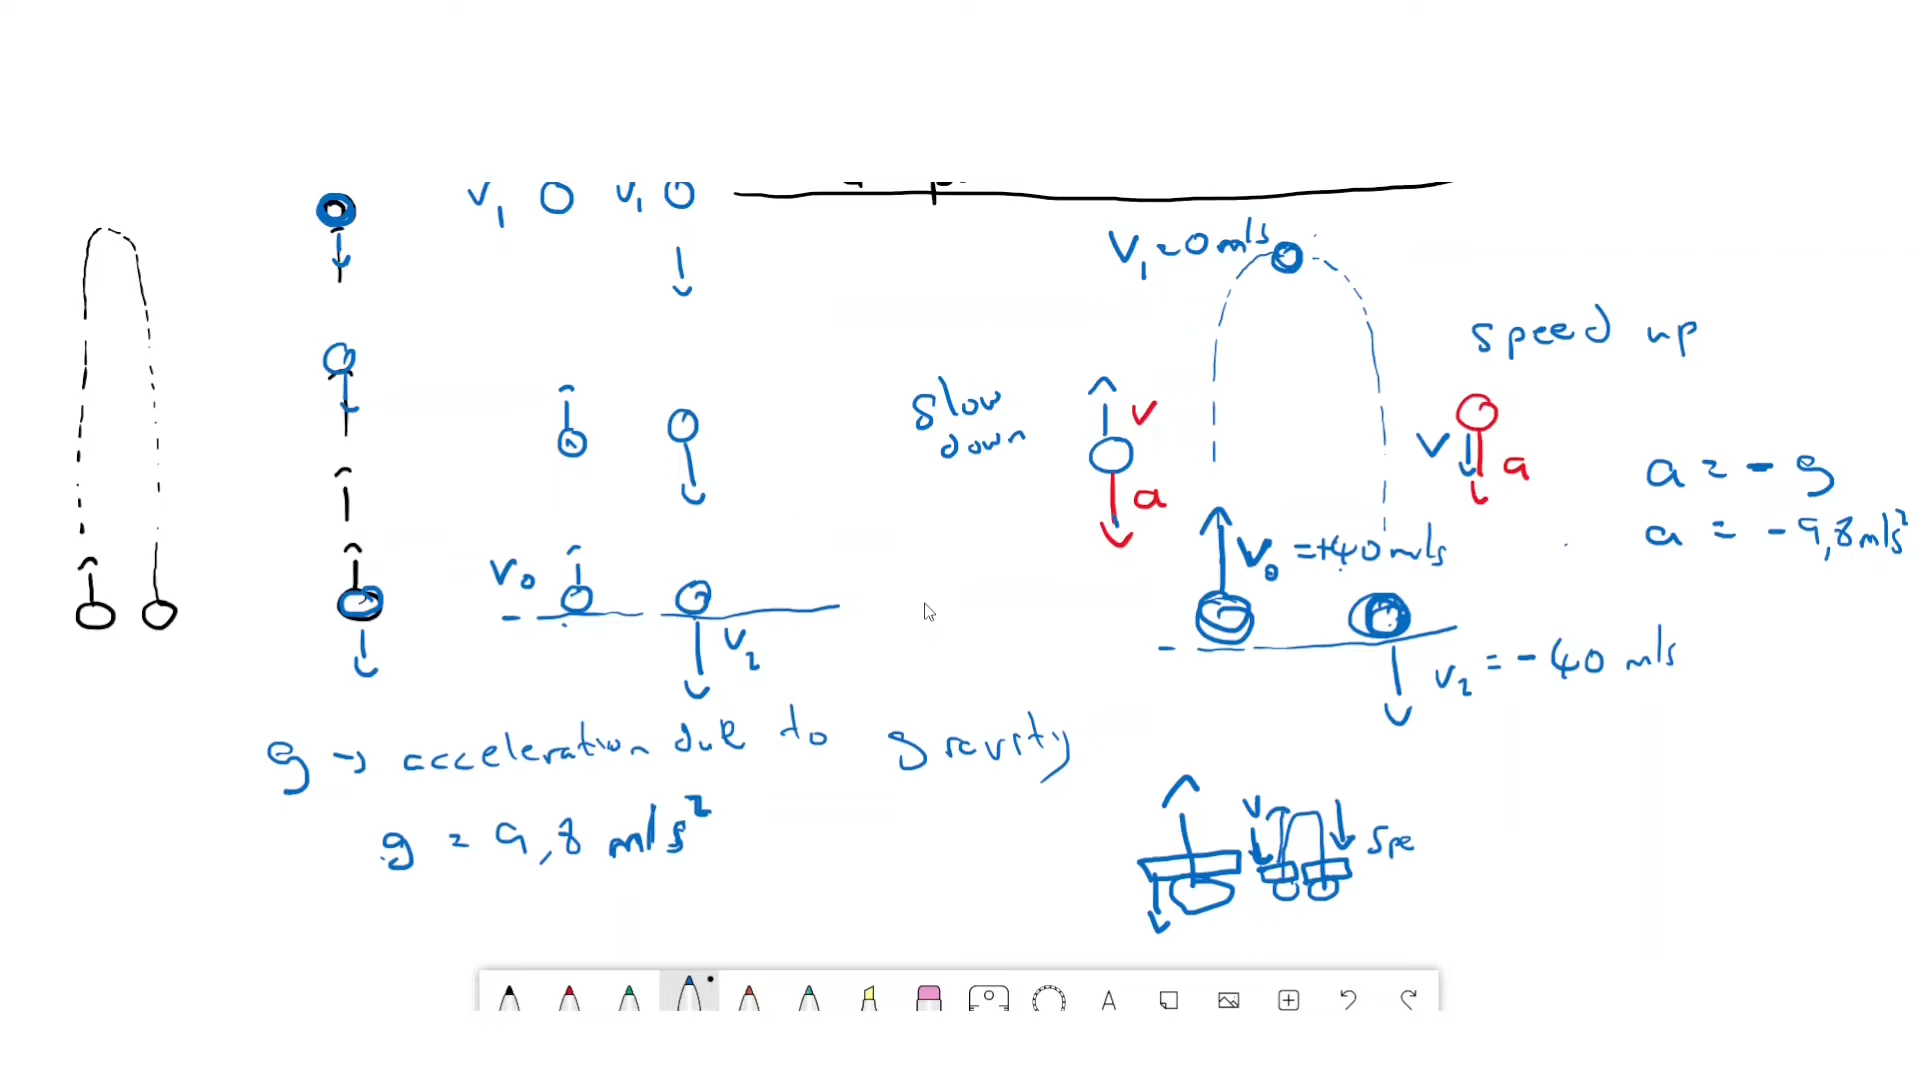 v₁ v₁
V₁ = 0 m/s
speed up
slow
down
v
v
a
a
a = - g
a = - 9,8 m/s²
v₀
V₀ = +40 m/s
v₂
v₂ = - 40 m/s
g → acceleration due to gravity
g = 9,8 m/s²
v
spe
A